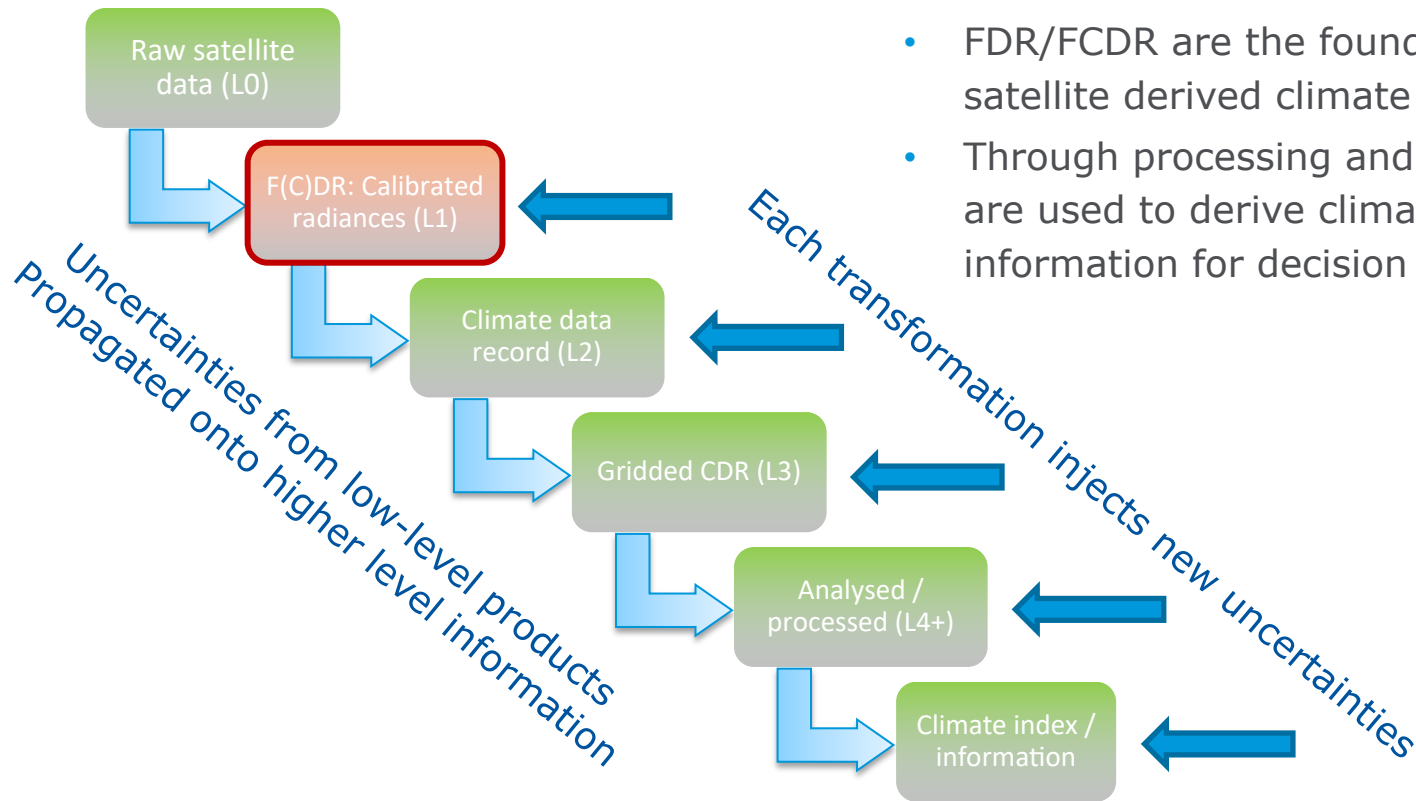 Raw satellite
data (L0)
F(C)DR: Calibrated
radiances (L1)
Climate data
record (L2)
Gridded CDR (L3)
Analysed /
processed (L4+)
Climate index /
information
Uncertainties from low-level products
Propagated onto higher level information
Each transformation injects new uncertainties
• FDR/FCDR are the found
satellite derived climate
• Through processing and
are used to derive clima
information for decision